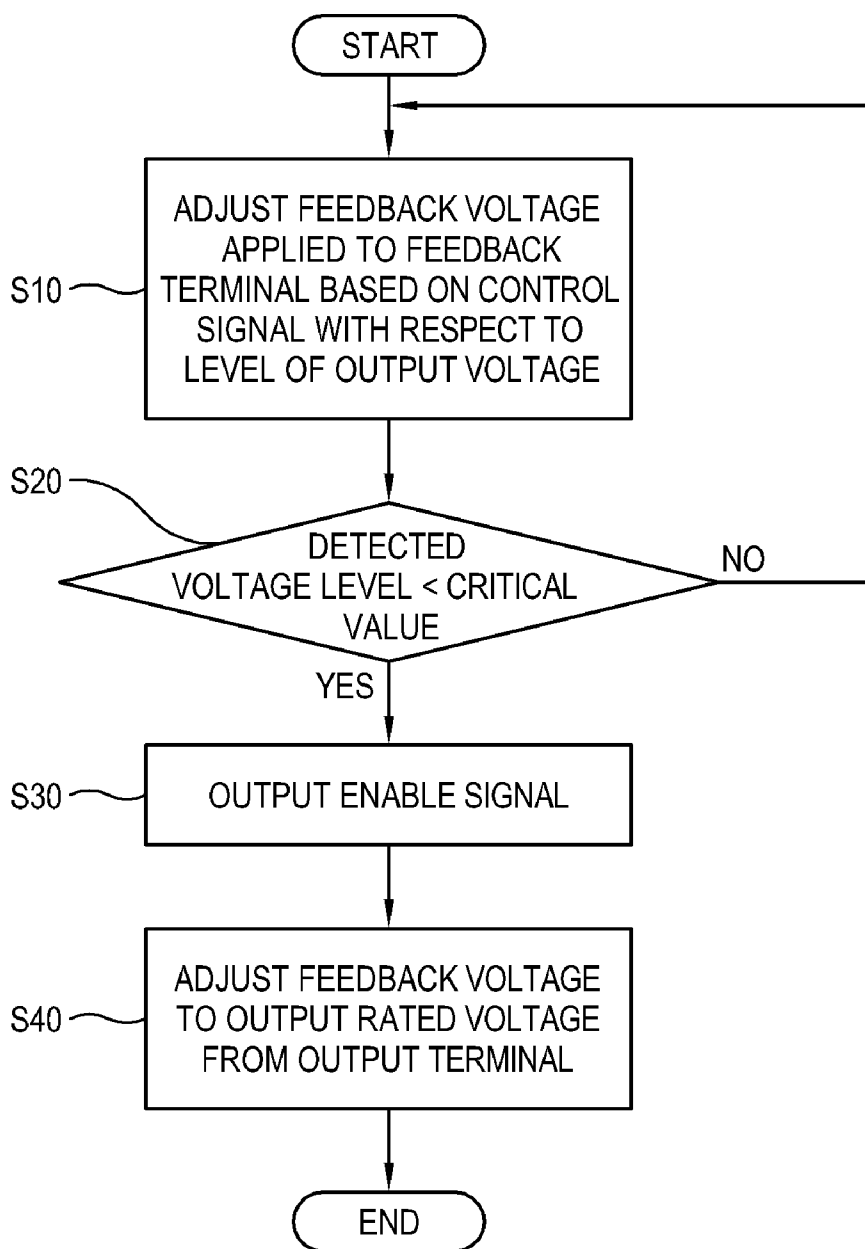 START
S10
ADJUST FEEDBACK VOLTAGE
APPLIED TO FEEDBACK
TERMINAL BASED ON CONTROL
SIGNAL WITH RESPECT TO
LEVEL OF OUTPUT VOLTAGE
S20
DETECTED
VOLTAGE LEVEL < CRITICAL
VALUE
NO
YES
S30
OUTPUT ENABLE SIGNAL
S40
ADJUST FEEDBACK VOLTAGE
TO OUTPUT RATED VOLTAGE
FROM OUTPUT TERMINAL
END